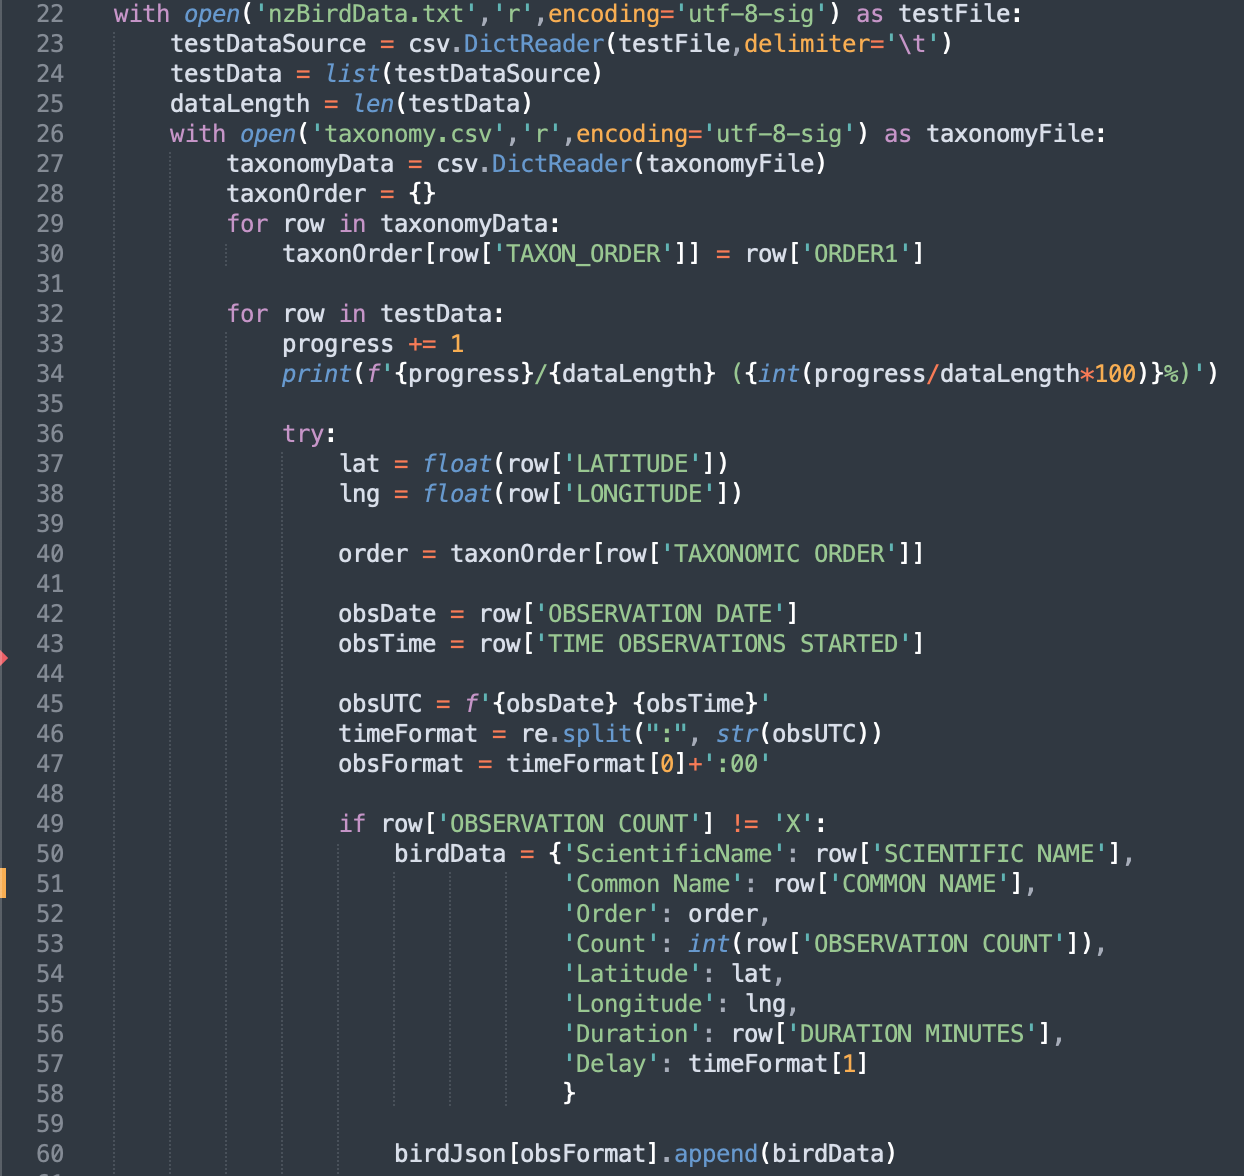 22 with open('nzBirdData.txt','r',encoding='utf-8-sig') as testFile:
23 testDataSource = csv.DictReader(testFile,delimiter='\t')
24 testData = list(testDataSource)
25 dataLength = len(testData)
26 with open('taxonomy.csv','r',encoding='utf-8-sig') as taxonomyFile:
27 taxonomyData = csv.DictReader(taxonomyFile)
28 taxonOrder = {}
29 for row in taxonomyData:
30 taxonOrder[row['TAXON_ORDER']] = row['ORDER1']
31
32 for row in testData:
33 progress += 1
34 print(f'{progress}/{dataLength} ({int(progress/dataLength*100)}%)')
35
36 try:
37 lat = float(row['LATITUDE'])
38 lng = float(row['LONGITUDE'])
39
40 order = taxonOrder[row['TAXONOMIC ORDER']]
41
42 obsDate = row['OBSERVATION DATE']
43 obsTime = row['TIME OBSERVATIONS STARTED']
44
45 obsUTC = f'{obsDate} {obsTime}'
46 timeFormat = re.split(":", str(obsUTC))
47 obsFormat = timeFormat[0]+':00'
48
49 if row['OBSERVATION COUNT'] != 'X':
50 birdData = {'ScientificName': row['SCIENTIFIC NAME'],
51 'Common Name': row['COMMON NAME'],
52 'Order': order,
53 'Count': int(row['OBSERVATION COUNT']),
54 'Latitude': lat,
55 'Longitude': lng,
56 'Duration': row['DURATION MINUTES'],
57 'Delay': timeFormat[1]
58 }
59
60 birdJson[obsFormat].append(birdData)